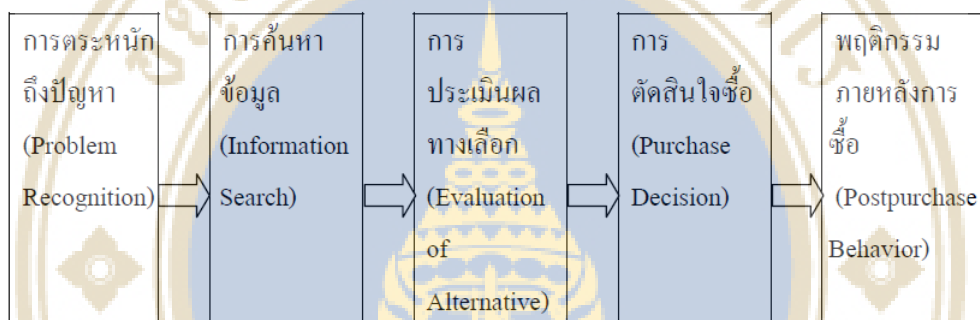 การตระหนัก
ถึงปัญหา
(Problem
Recognition)
การค้นหา
ข้อมูล
(Information
Search)
การ
ประเมินผล
ทางเลือก
(Evaluation
of
Alternative)
การ
ตัดสินใจซื้อ
(Purchase
Decision)
พฤติกรรม
ภายหลังการ
ซื้อ
(Postpurchase
Behavior)